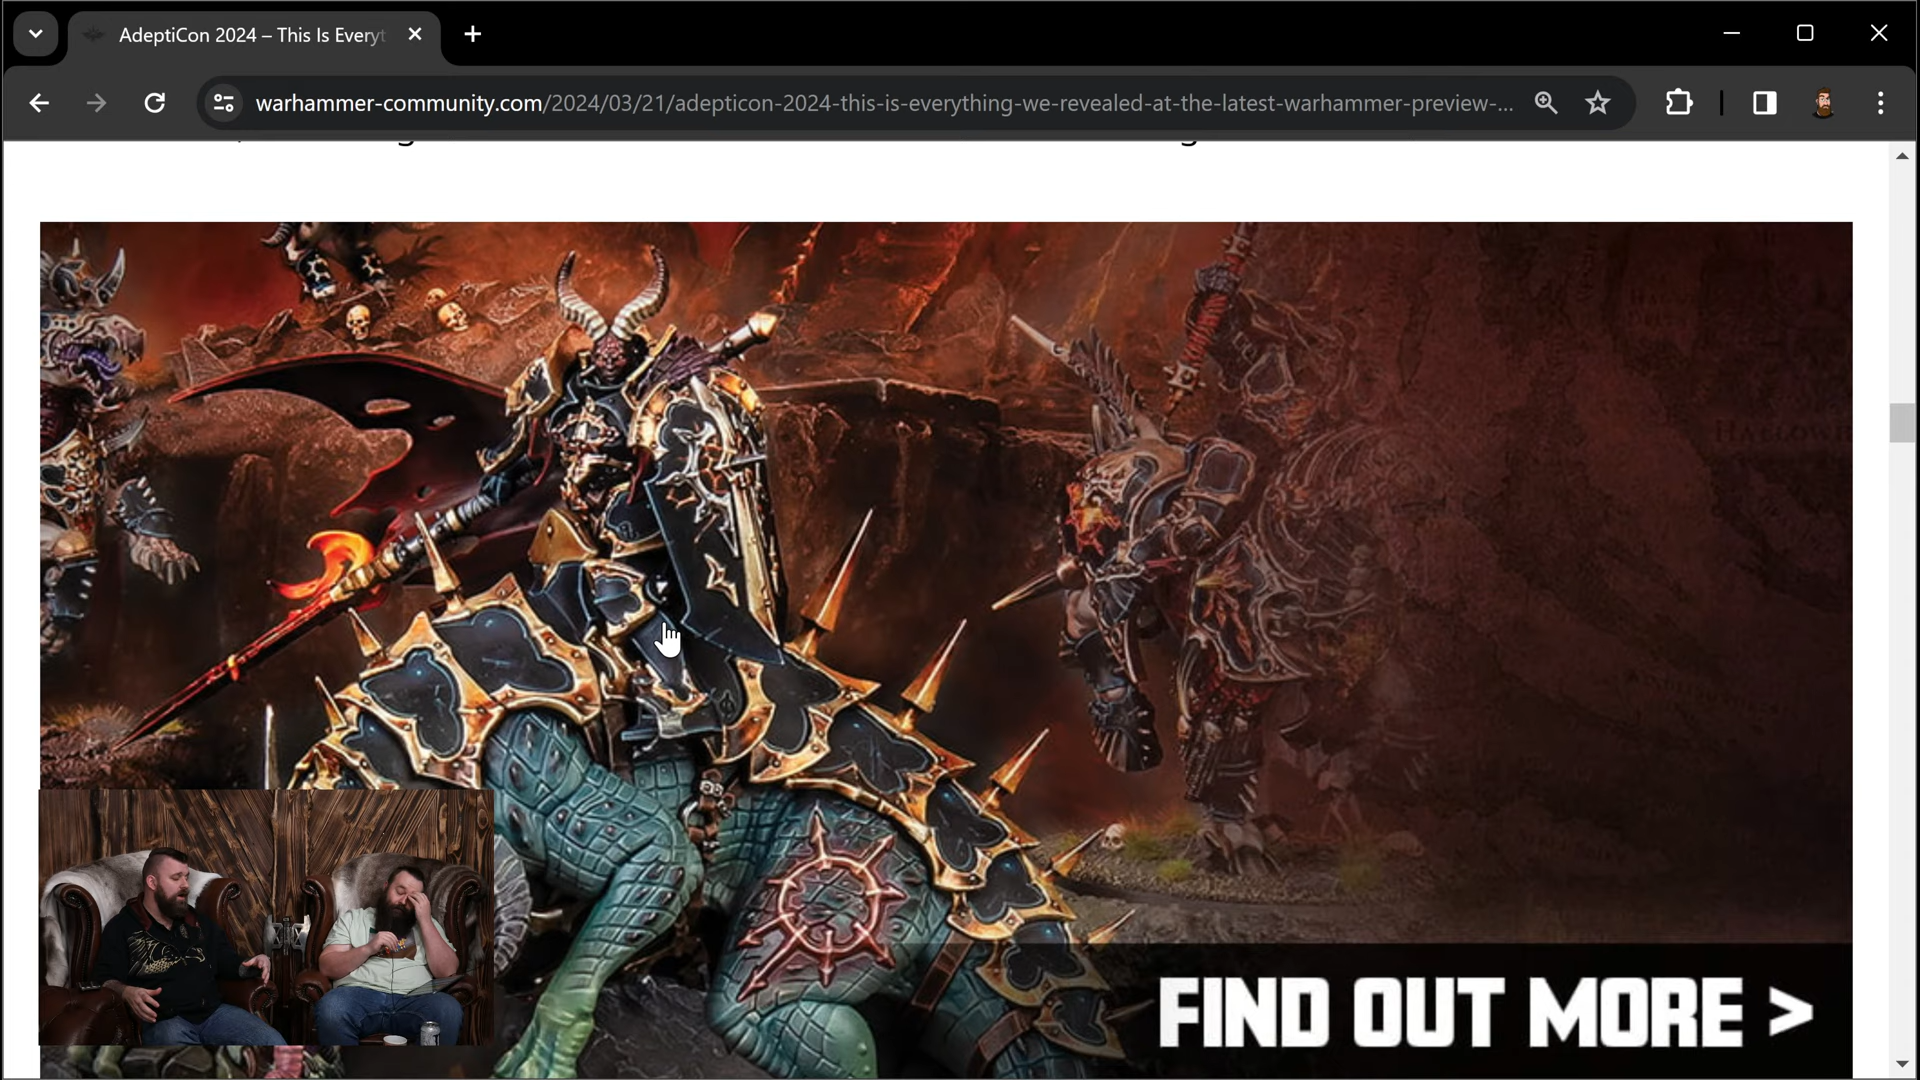 AdeptiCon 2024 – This Is Everyt
warhammer-community.com/2024/03/21/adepticon-2024-this-is-everything-we-revealed-at-the-latest-warhammer-preview-...
FIND OUT MORE >